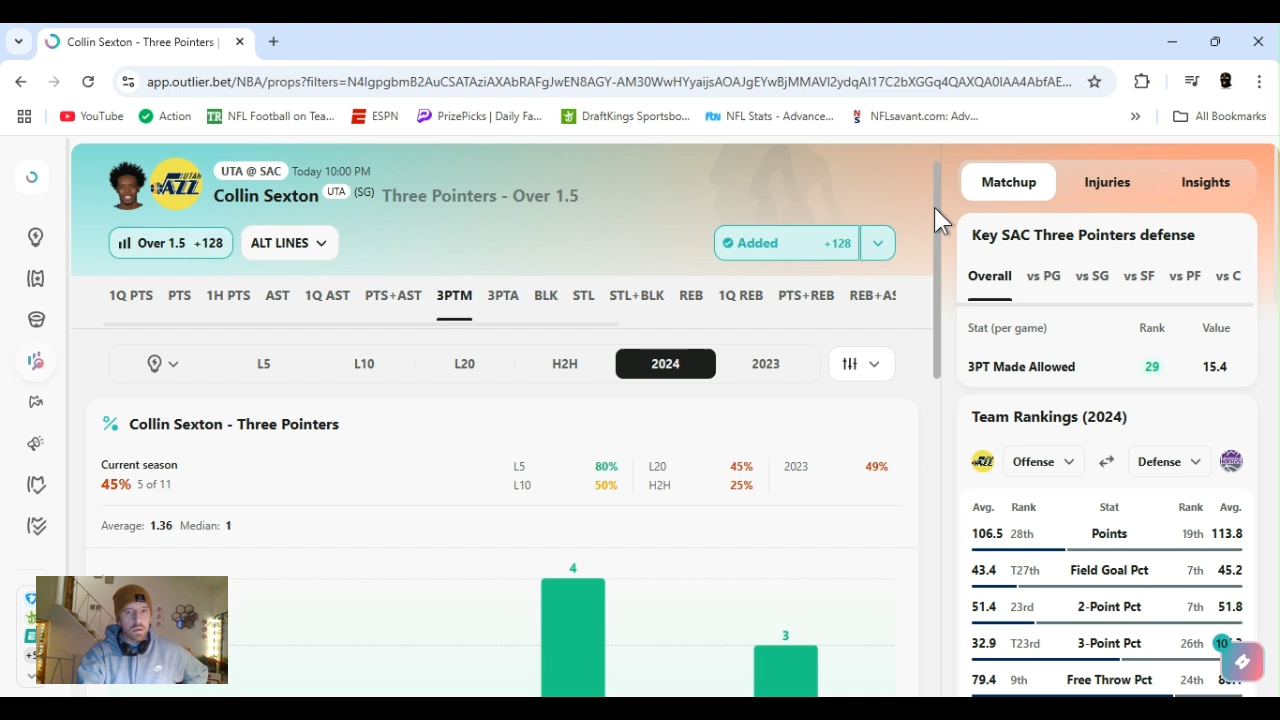 Collin Sexton - Three Pointers |
app.outlier.bet/NBA/props?filters=N4IgpgbmB2AuCSATAziAXAbRAFgJwEN8AGY-AM30WwHYyaijsAOAJgEYwBjMMAVI2ydqAI17C2bXGGq4QAXQA0IAA4AbfAE...
YouTube Action NFL Football on Tea... ESPN PrizePicks | Daily Fa... DraftKings Sportsbo... NFL Stats - Advance... NFLsavant.com: Adv... » All Bookmarks
UTA @ SAC Today 10:00 PM
Collin Sexton UTA (SG) Three Pointers - Over 1.5
Over 1.5 +128 ALT LINES Added +128
1Q PTS PTS 1H PTS AST 1Q AST PTS+AST 3PTM 3PTA BLK STL STL+BLK REB 1Q REB PTS+REB REB+AS
L5 L10 L20 H2H 2024 2023
Collin Sexton - Three Pointers
Current season
45% 5 of 11
L5 80% L20 45% 2023 49%
L10 50% H2H 25%
Average: 1.36 Median: 1
4
3
Matchup Injuries Insights
Key SAC Three Pointers defense
Overall vs PG vs SG vs SF vs PF vs C
Stat (per game) Rank Value
3PT Made Allowed 29 15.4
Team Rankings (2024)
Offense Defense
Avg. Rank Stat Rank Avg.
106.5 28th Points 19th 113.8
43.4 T27th Field Goal Pct 7th 45.2
51.4 23rd 2-Point Pct 7th 51.8
32.9 T23rd 3-Point Pct 26th
79.4 9th Free Throw Pct 24th